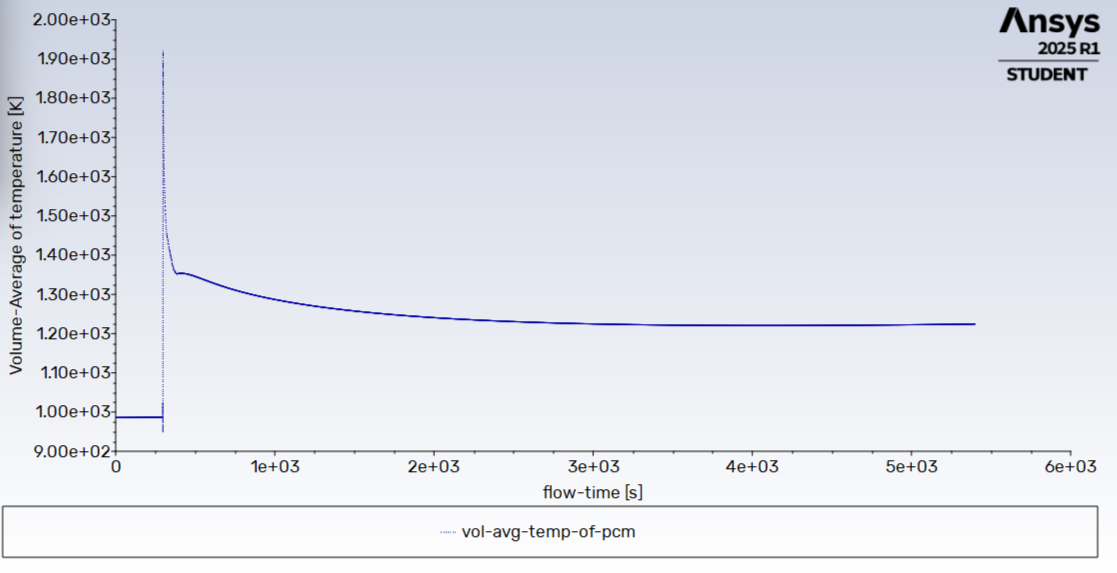 Ansys
2025 R1
STUDENT
Volume-Average of temperature [K]
2.00e+03
1.90e+03
1.80e+03
1.70e+03
1.60e+03
1.50e+03
1.40e+03
1.30e+03
1.20e+03
1.10e+03
1.00e+03
9.00e+02
0 1e+03 2e+03 3e+03 4e+03 5e+03 6e+03
flow-time [s]
vol-avg-temp-of-pcm